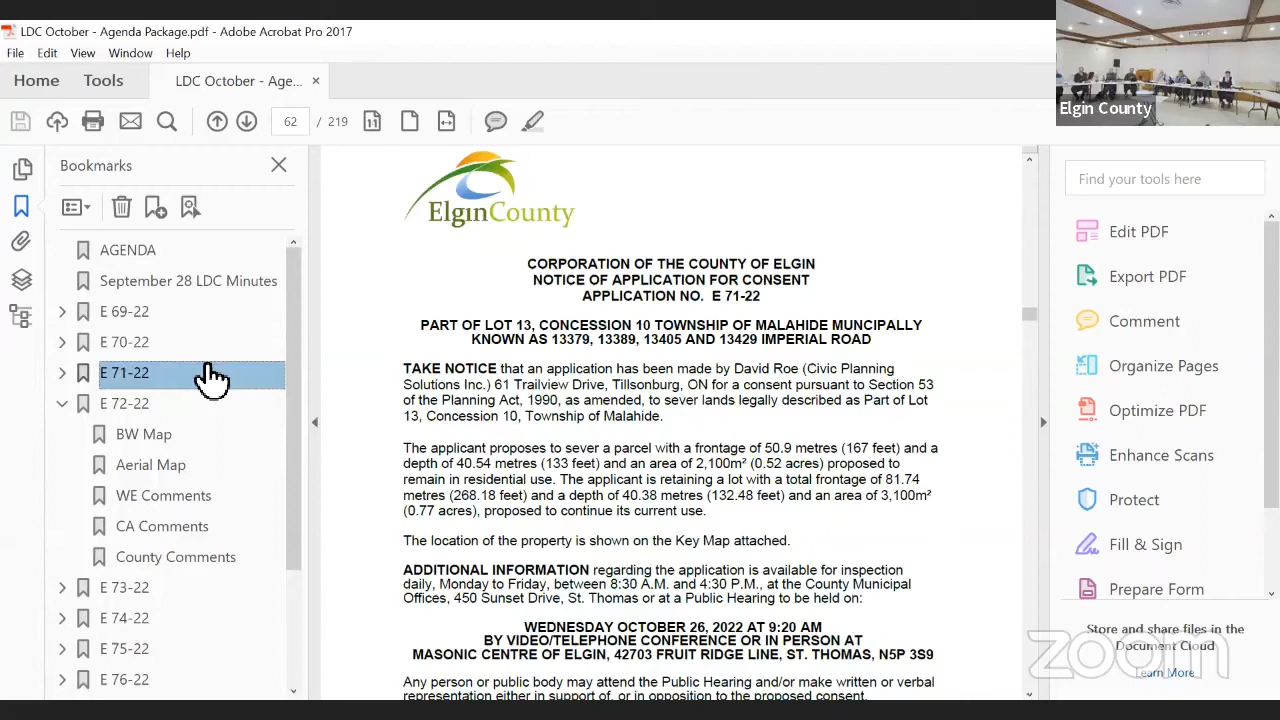 LDC October - Agenda Package.pdf - Adobe Acrobat Pro 2017
File Edit View Window Help
Home Tools LDC October - Age... ×
62 / 219
Elgin County
Bookmarks
AGENDA
September 28 LDC Minutes
E 69-22
E 70-22
E 71-22
E 72-22
BW Map
Aerial Map
WE Comments
CA Comments
County Comments
E 73-22
E 74-22
E 75-22
E 76-22
ElginCounty
CORPORATION OF THE COUNTY OF ELGIN
NOTICE OF APPLICATION FOR CONSENT
APPLICATION NO. E 71-22
PART OF LOT 13, CONCESSION 10 TOWNSHIP OF MALAHIDE MUNCIPALLY
KNOWN AS 13379, 13389, 13405 AND 13429 IMPERIAL ROAD
TAKE NOTICE that an application has been made by David Roe (Civic Planning
Solutions Inc.) 61 Trailview Drive, Tillsonburg, ON for a consent pursuant to Section 53
of the Planning Act, 1990, as amended, to sever lands legally described as Part of Lot
13, Concession 10, Township of Malahide.
The applicant proposes to sever a parcel with a frontage of 50.9 metres (167 feet) and a
depth of 40.54 metres (133 feet) and an area of 2,100m² (0.52 acres) proposed to
remain in residential use. The applicant is retaining a lot with a total frontage of 81.74
metres (268.18 feet) and a depth of 40.38 metres (132.48 feet) and an area of 3,100m²
(0.77 acres), proposed to continue its current use.
The location of the property is shown on the Key Map attached.
ADDITIONAL INFORMATION regarding the application is available for inspection
daily, Monday to Friday, between 8:30 A.M. and 4:30 P.M., at the County Municipal
Offices, 450 Sunset Drive, St. Thomas or at a Public Hearing to be held on:
WEDNESDAY OCTOBER 26, 2022 AT 9:20 AM
BY VIDEO/TELEPHONE CONFERENCE OR IN PERSON AT
MASONIC CENTRE OF ELGIN, 42703 FRUIT RIDGE LINE, ST. THOMAS, N5P 3S9
Any person or public body may attend the Public Hearing and/or make written or verbal
representation either in support of, or in opposition to the proposed consent.
Find your tools here
Edit PDF
Export PDF
Comment
Organize Pages
Optimize PDF
Enhance Scans
Protect
Fill & Sign
Prepare Form
Store and share files in the
Document Cloud
Learn More
zoom